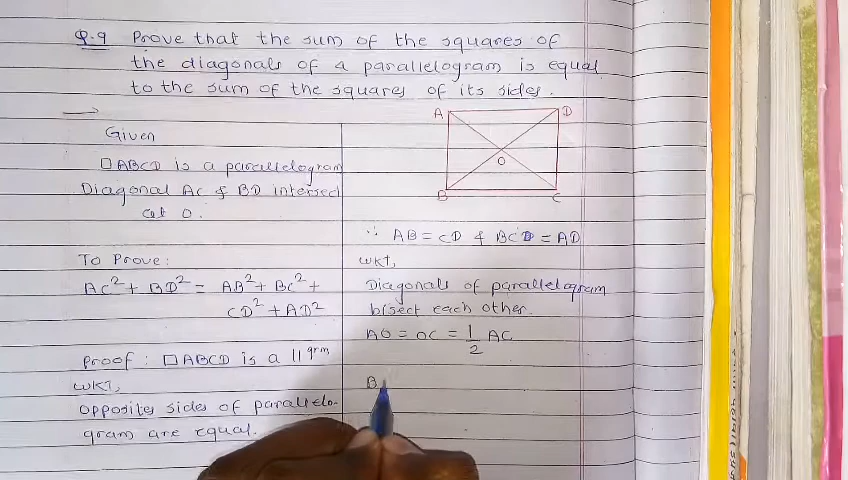 Q.9 Prove that the sum of the squares of
the diagonals of a parallelogram is equal
to the sum of the squares of its sides.
Given
□ABCD is a parallelogram
Diagonal AC & BD intersect
at O.
To Prove:
AC² + BD² = AB² + BC² +
CD² + AD²
Proof: □ABCD is a ||grm
WKT,
opposites sides of parallelo-
gram are equal.
A D
O
B C
∴ AB = CD & BC = AD
WKT,
Diagonals of parallelogram
bisect each other.
AO = OC = 1/2 AC
B